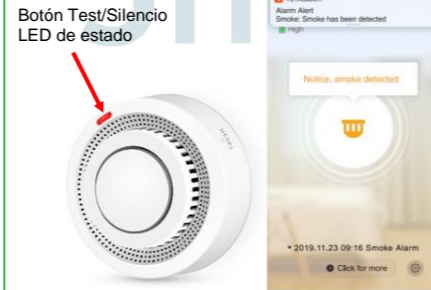 Botón Test/Silencio
LED de estado
Alarm Alert
Smoke: Smoke has been detected
High
Notice, smoke detected
• 2019.11.23 09:16 Smoke Alarm
Click for more